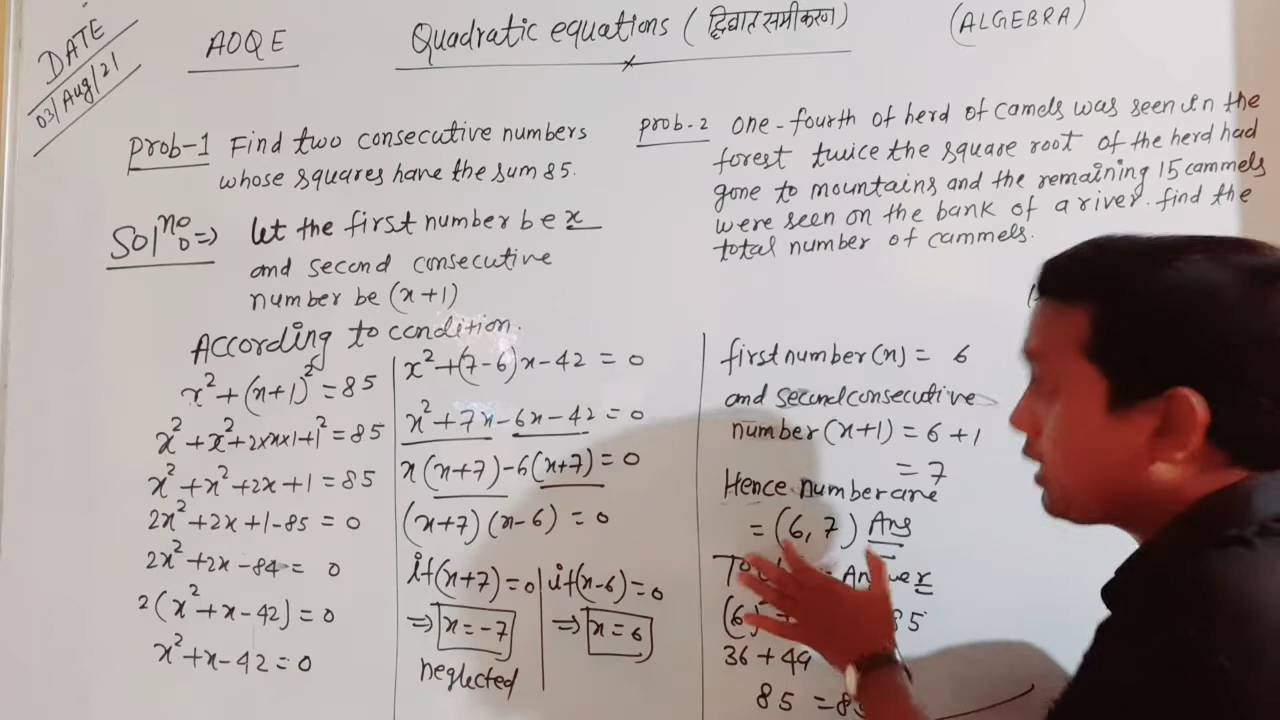 DATE
03/Aug/21
AOQE
Quadratic equations (द्विघात समीकरण)
(ALGEBRA)
Prob-1 Find two consecutive numbers
whose squares have the sum 85.
Sol no => let the first number be x
and second consecutive
number be (x+1)
According to condition.
x²+(x+1)²=85
x²+x²+2×x×1+1²=85
x²+x²+2x+1=85
2x²+2x+1-85=0
2x²+2x-84=0
2(x²+x-42)=0
x²+x-42=0
x²+(7-6)x-42=0
x²+7x-6x-42=0
x(x+7)-6(x+7)=0
(x+7)(x-6)=0
if(x+7)=0
=> x=-7
neglected
if(x-6)=0
=> x=6
prob-2 one-fourth of herd of camels was seen in the
forest twice the square root of the herd had
gone to mountains and the remaining 15 cammels
were seen on the bank of a river. find the
total number of cammels.
first number(x)= 6
and second consecutive
number(x+1)=6+1
=7
Hence number are
=(6,7) Ans
Answer
(6)
85
36+49
85=85